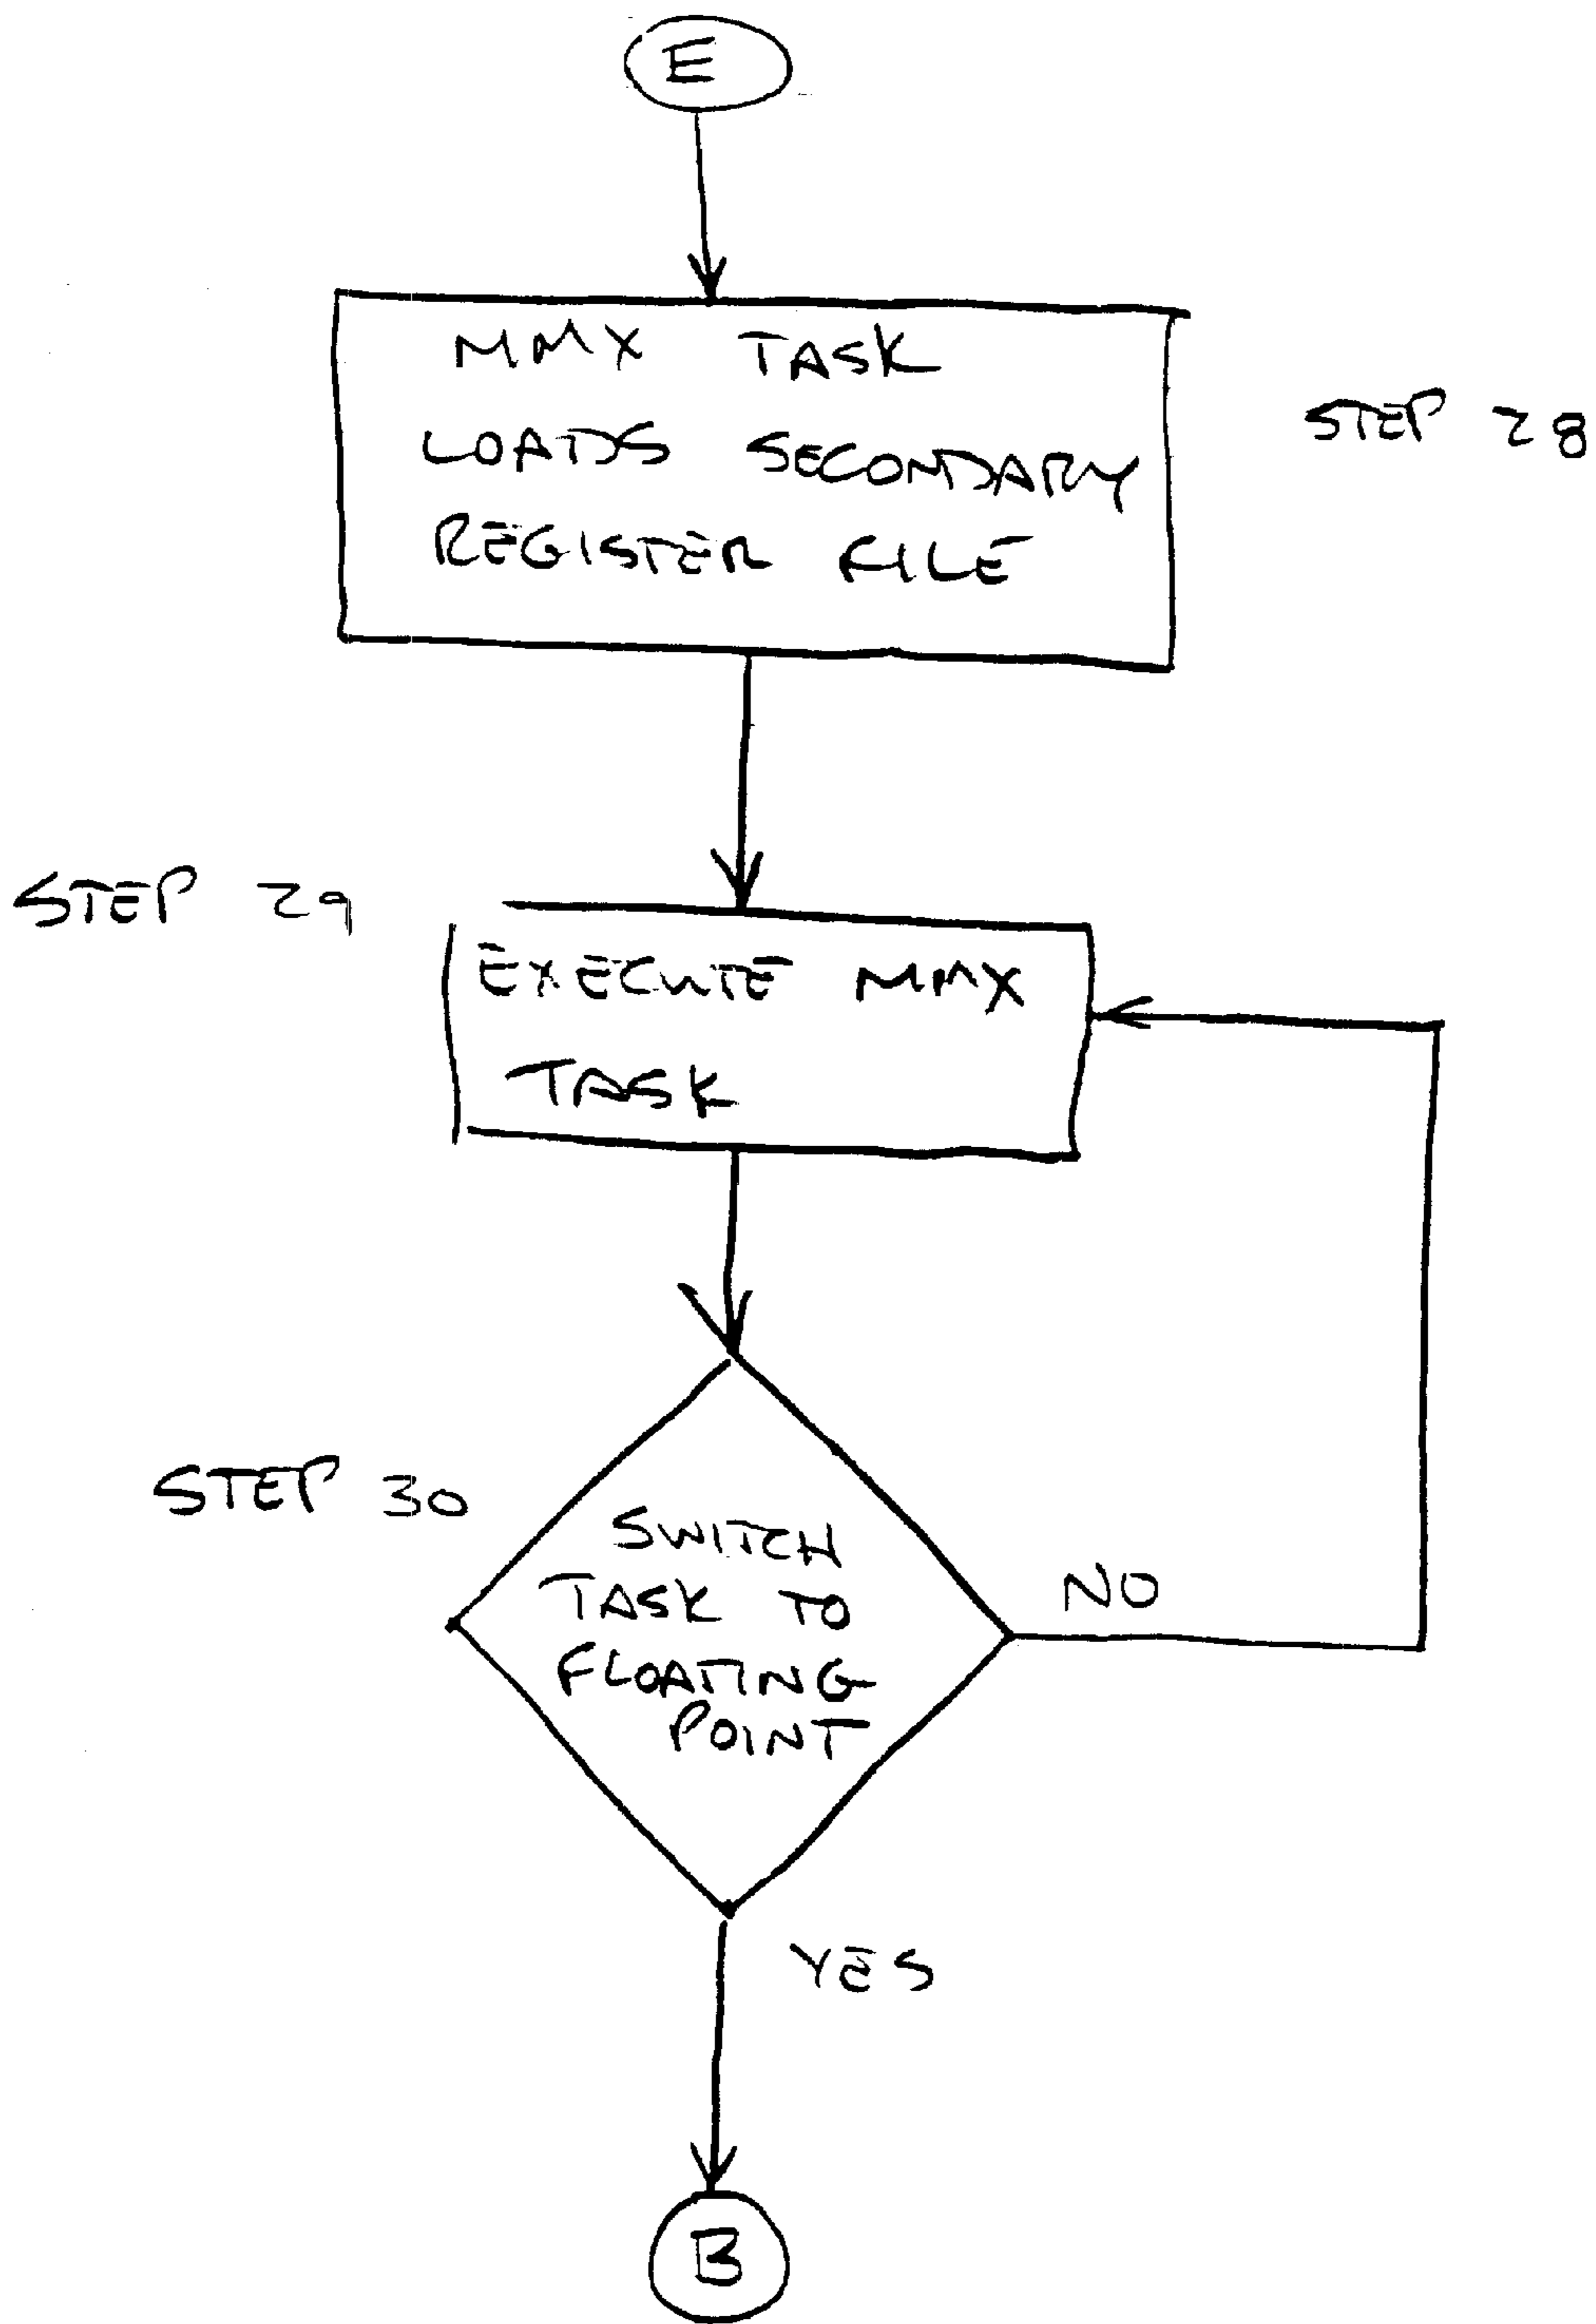 E
MMX TASK
LOADS SECONDARY
REGISTER FILE
STEP 28
STEP 29
EXECUTE MMX
TASK
STEP 30
SWITCH
TASK TO
FLOATING
POINT
NO
YES
B